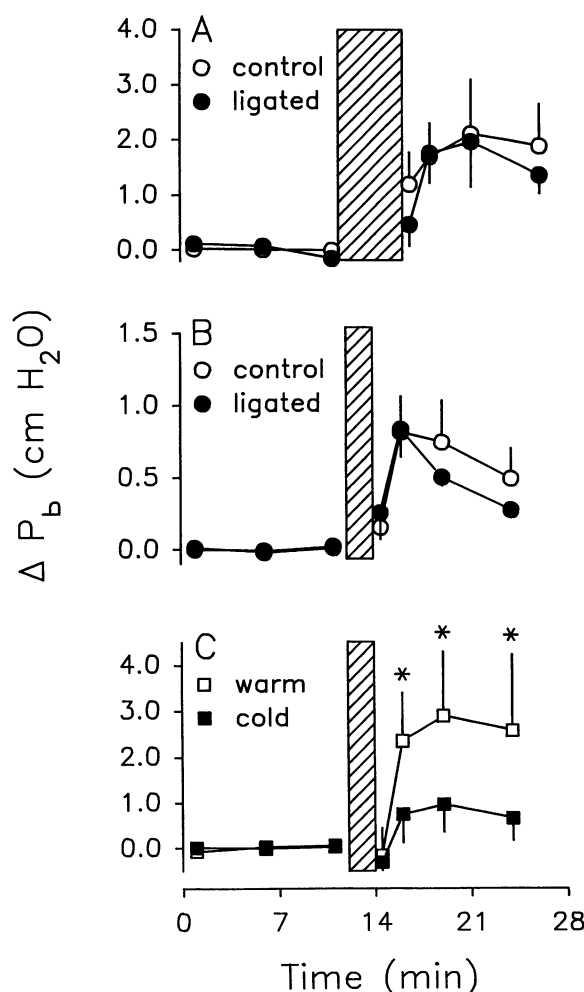 A
4.0
3.0
2.0
1.0
0.0
control
ligated
B
1.5
1.0
0.5
0.0
control
ligated
C
4.0
3.0
2.0
1.0
0.0
warm
cold
*
*
*
Δ P_b (cm H₂O)
0 7 14 21 28
Time (min)